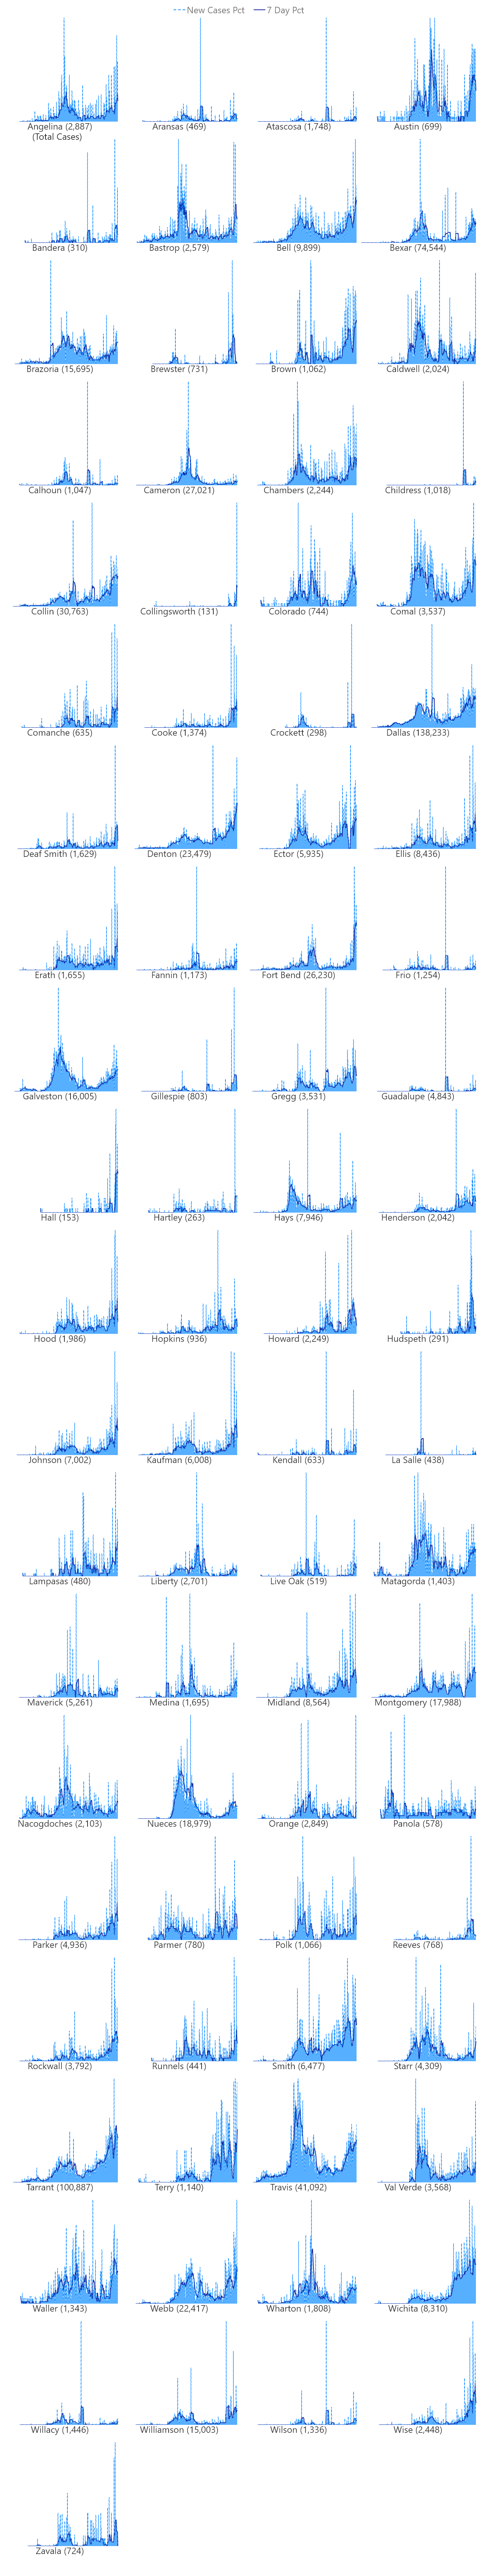 New Cases Pct 7 Day Pct
Angelina (2,887) Aransas (469) Atascosa (1,748) Austin (699)
(Total Cases)
Bandera (310) Bastrop (2,579) Bell (9,899) Bexar (74,544)
Brazoria (15,695) Brewster (731) Brown (1,062) Caldwell (2,024)
Calhoun (1,047) Cameron (27,021) Chambers (2,244) Childress (1,018)
Collin (30,763) Collingsworth (131) Colorado (744) Comal (3,537)
Comanche (635) Cooke (1,374) Crockett (298) Dallas (138,233)
Deaf Smith (1,629) Denton (23,479) Ector (5,935) Ellis (8,436)
Erath (1,655) Fannin (1,173) Fort Bend (26,230) Frio (1,254)
Galveston (16,005) Gillespie (803) Gregg (3,531) Guadalupe (4,843)
Hall (153) Hartley (263) Hays (7,946) Henderson (2,042)
Hood (1,986) Hopkins (936) Howard (2,249) Hudspeth (291)
Johnson (7,002) Kaufman (6,008) Kendall (633) La Salle (438)
Lampasas (480) Liberty (2,701) Live Oak (519) Matagorda (1,403)
Maverick (5,261) Medina (1,695) Midland (8,564) Montgomery (17,988)
Nacogdoches (2,103) Nueces (18,979) Orange (2,849) Panola (578)
Parker (4,936) Parmer (780) Polk (1,066) Reeves (768)
Rockwall (3,792) Runnels (441) Smith (6,477) Starr (4,309)
Tarrant (100,887) Terry (1,140) Travis (41,092) Val Verde (3,568)
Waller (1,343) Webb (22,417) Wharton (1,808) Wichita (8,310)
Willacy (1,446) Williamson (15,003) Wilson (1,336) Wise (2,448)
Zavala (724)